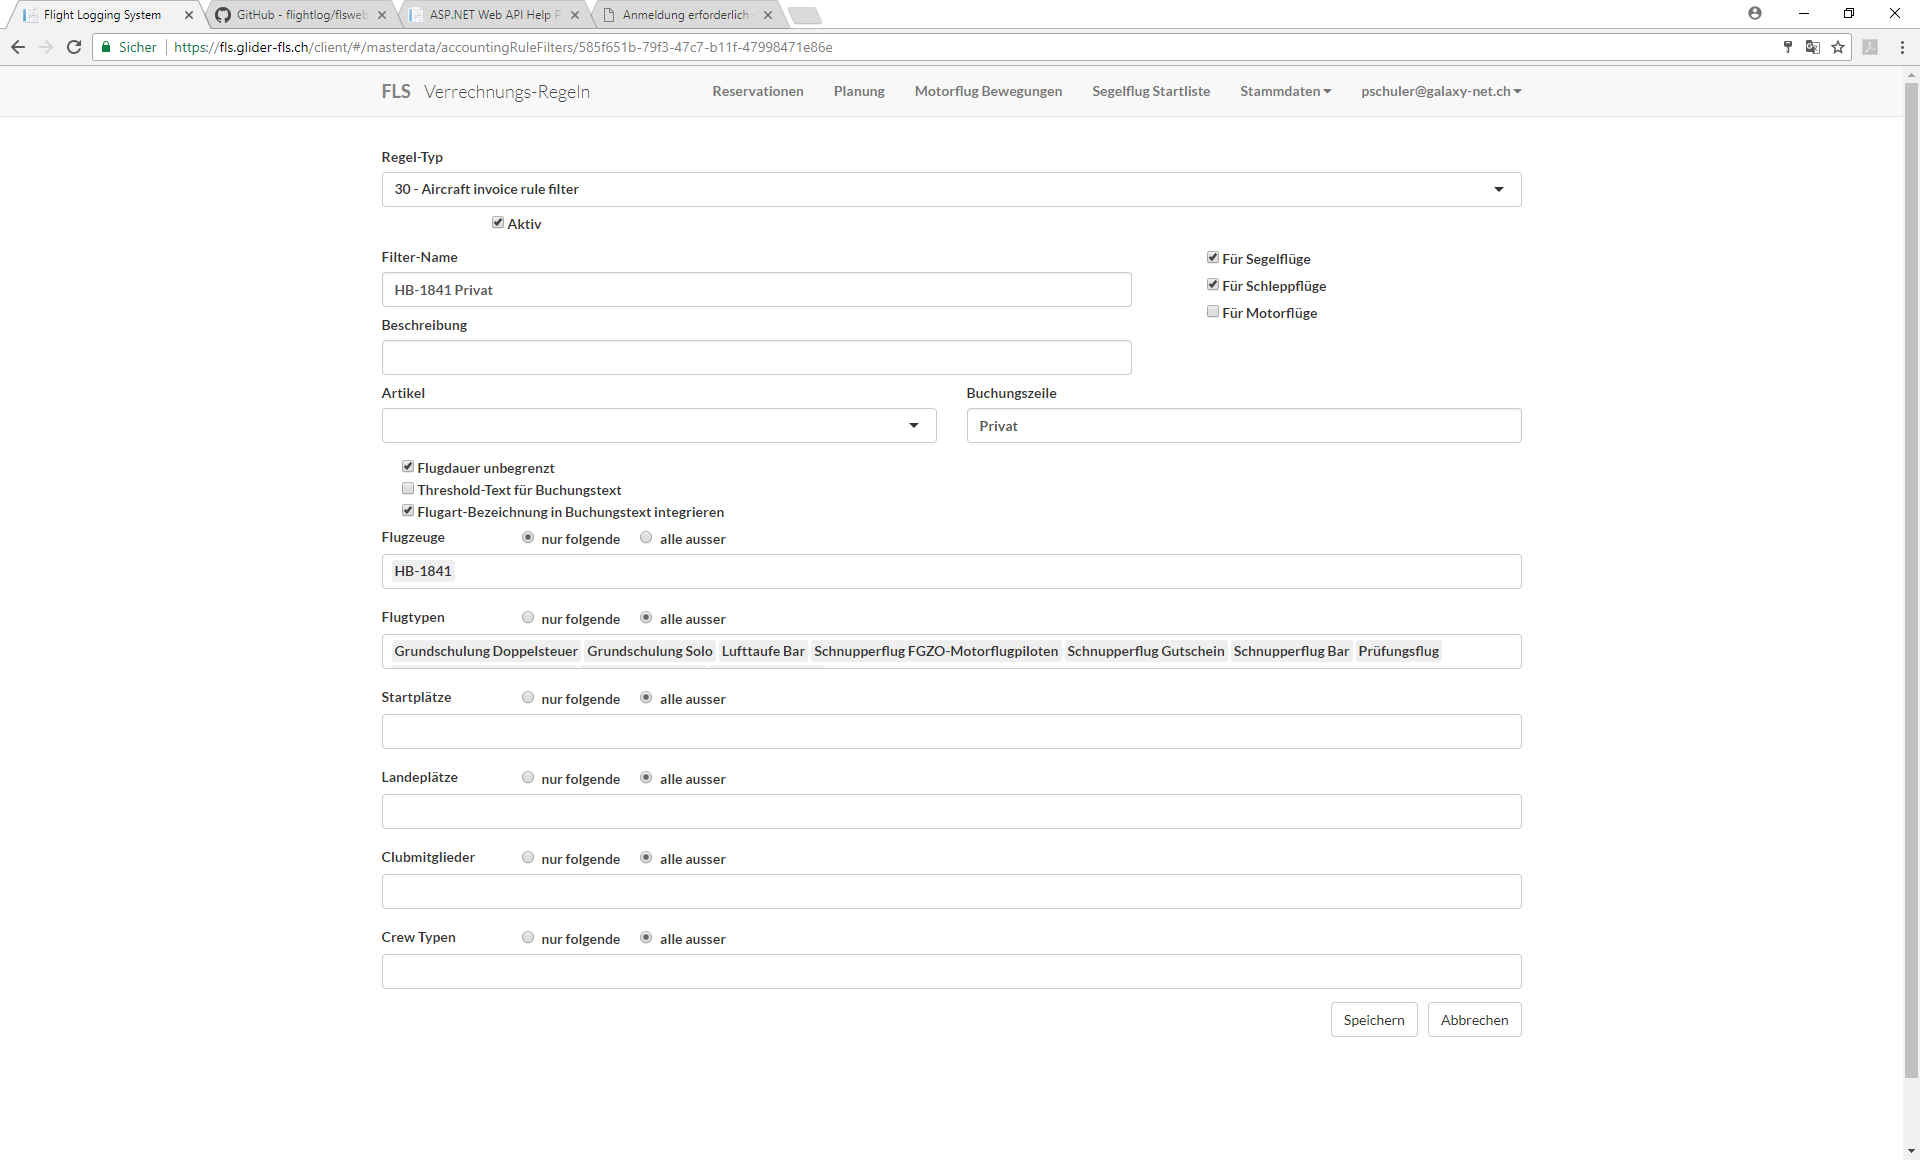 Flight Logging System
GitHub - flightlog/flsweb
ASP.NET Web API Help P
Anmeldung erforderlich
Sicher
https://fls.glider-fls.ch/client/#/masterdata/accountingRuleFilters/585f651b-79f3-47c7-b11f-47998471e86e
FLS Verrechnungs-Regeln Reservationen Planung Motorflug Bewegungen Segelflug Startliste Stammdaten pschuler@galaxy-net.ch
Regel-Typ
30 - Aircraft invoice rule filter
Aktiv
Filter-Name
Für Segelflüge
HB-1841 Privat
Für Schleppflüge
Für Motorflüge
Beschreibung
Artikel Buchungszeile
Privat
Flugdauer unbegrenzt
Threshold-Text für Buchungstext
Flugart-Bezeichnung in Buchungstext integrieren
Flugzeuge nur folgende alle ausser
HB-1841
Flugtypen nur folgende alle ausser
Grundschulung Doppelsteuer Grundschulung Solo Lufttaufe Bar Schnupperflug FGZO-Motorflugpiloten Schnupperflug Gutschein Schnupperflug Bar Prüfungsflug
Startplätze nur folgende alle ausser
Landeplätze nur folgende alle ausser
Clubmitglieder nur folgende alle ausser
Crew Typen nur folgende alle ausser
Speichern Abbrechen